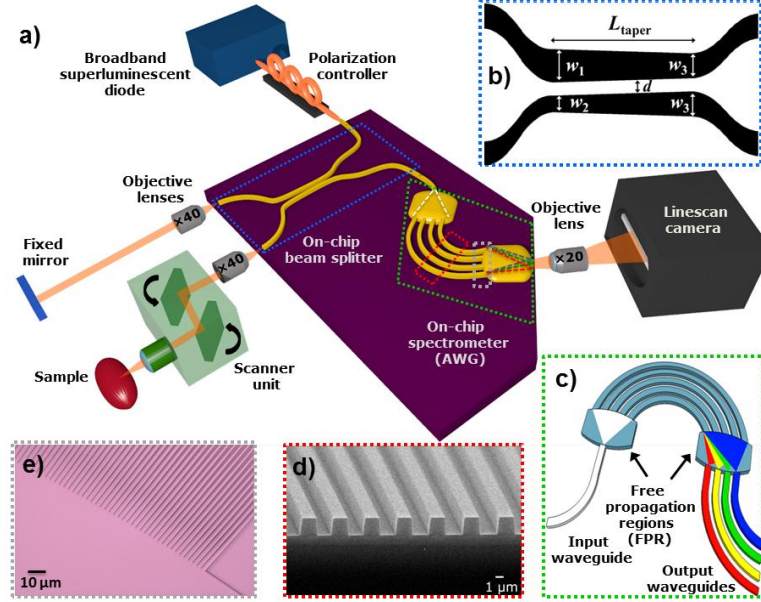 a)
Broadband
superluminescent
diode
Polarization
controller
Objective
lenses
×40
×40
Fixed
mirror
On-chip
beam splitter
Objective
lens
×20
Linescan
camera
On-chip
spectrometer
(AWG)
Sample
Scanner
unit
b)
L taper
w1
w3
d
w2
w3
c)
Free
propagation
regions
(FPR)
Input
waveguide
Output
waveguides
e)
10 µm
d)
1 µm